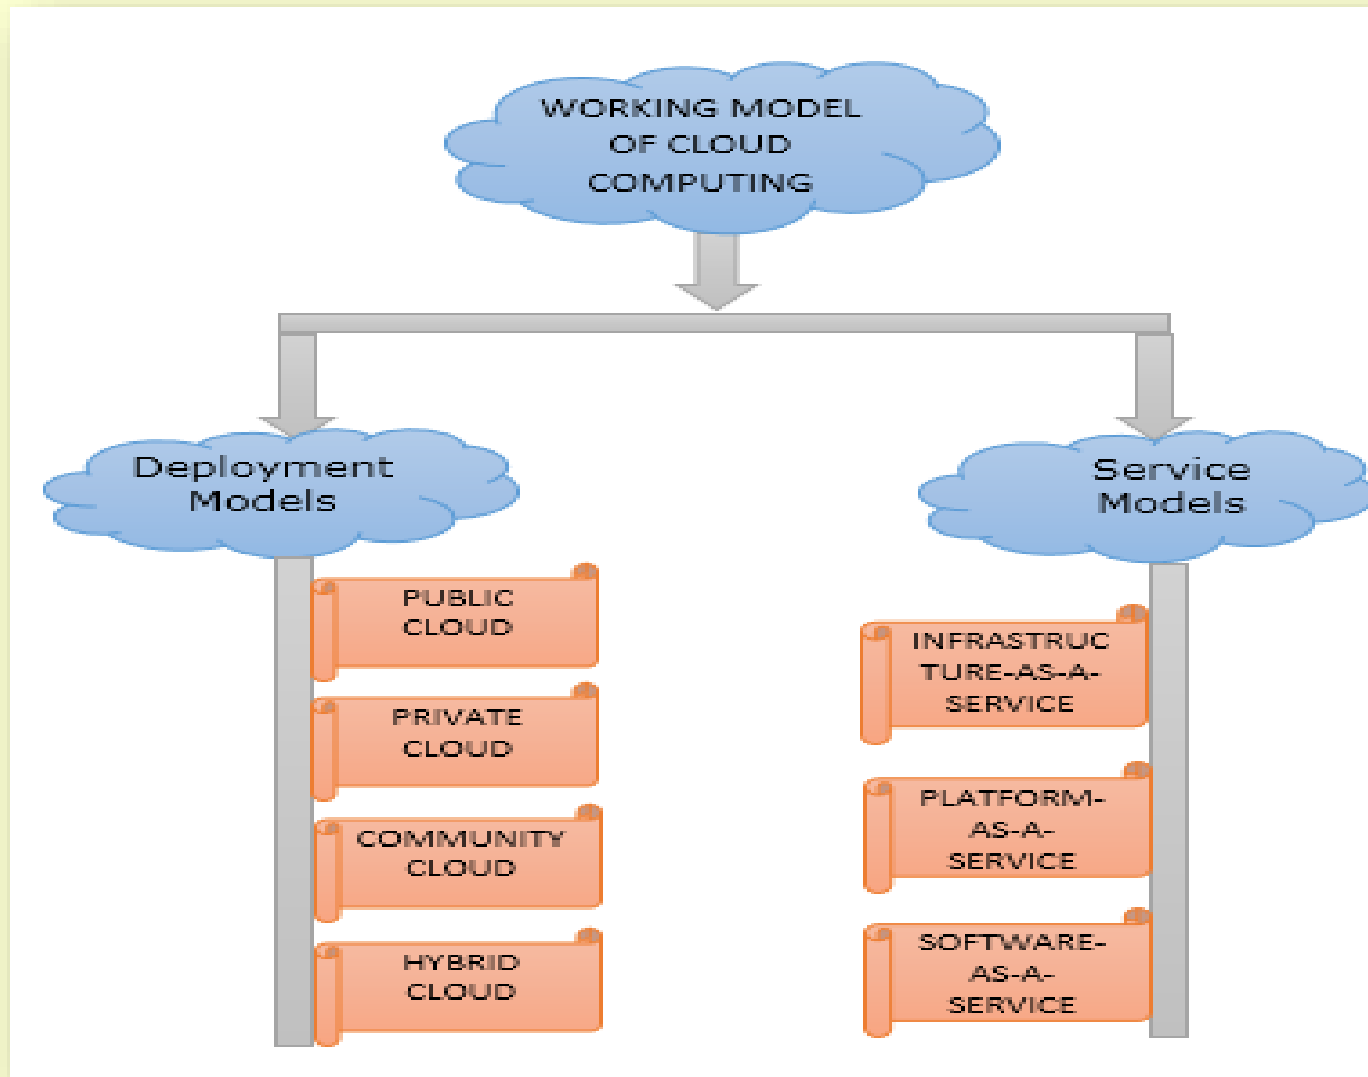 WORKING MODEL
OF CLOUD
COMPUTING
Deployment
Models
PUBLIC
CLOUD
PRIVATE
CLOUD
COMMUNITY
CLOUD
HYBRID
CLOUD
Service
Models
INFRASTRUC
TURE-AS-A-
SERVICE
PLATFORM-
AS-A-
SERVICE
SOFTWARE-
AS-A-
SERVICE